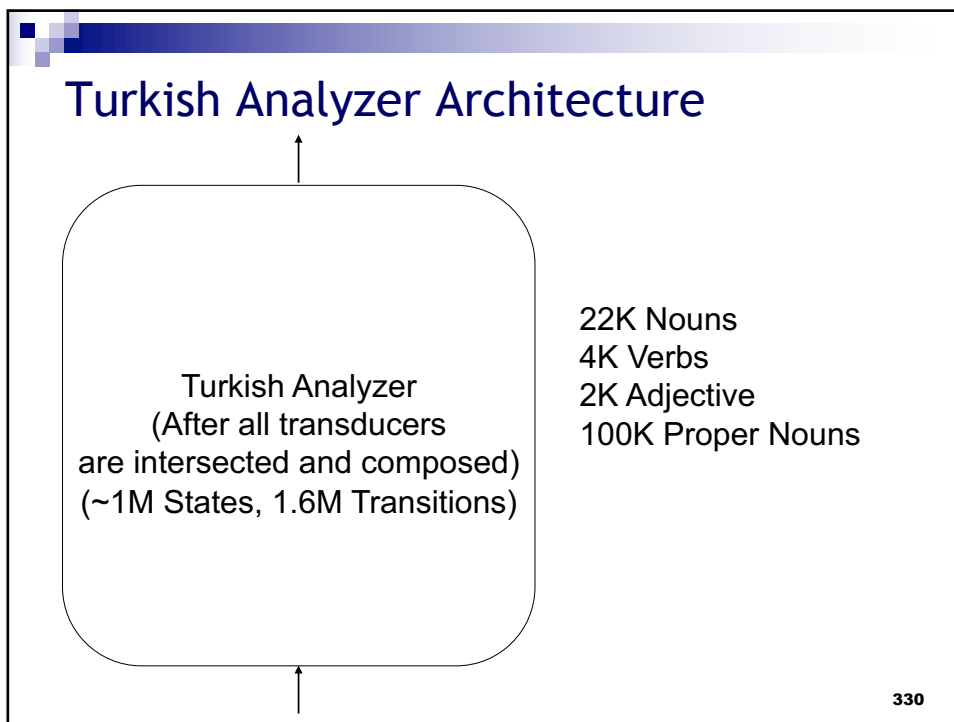 Turkish Analyzer Architecture
Turkish Analyzer
(After all transducers
are intersected and composed)
(~1M States, 1.6M Transitions)
22K Nouns
4K Verbs
2K Adjective
100K Proper Nouns
330